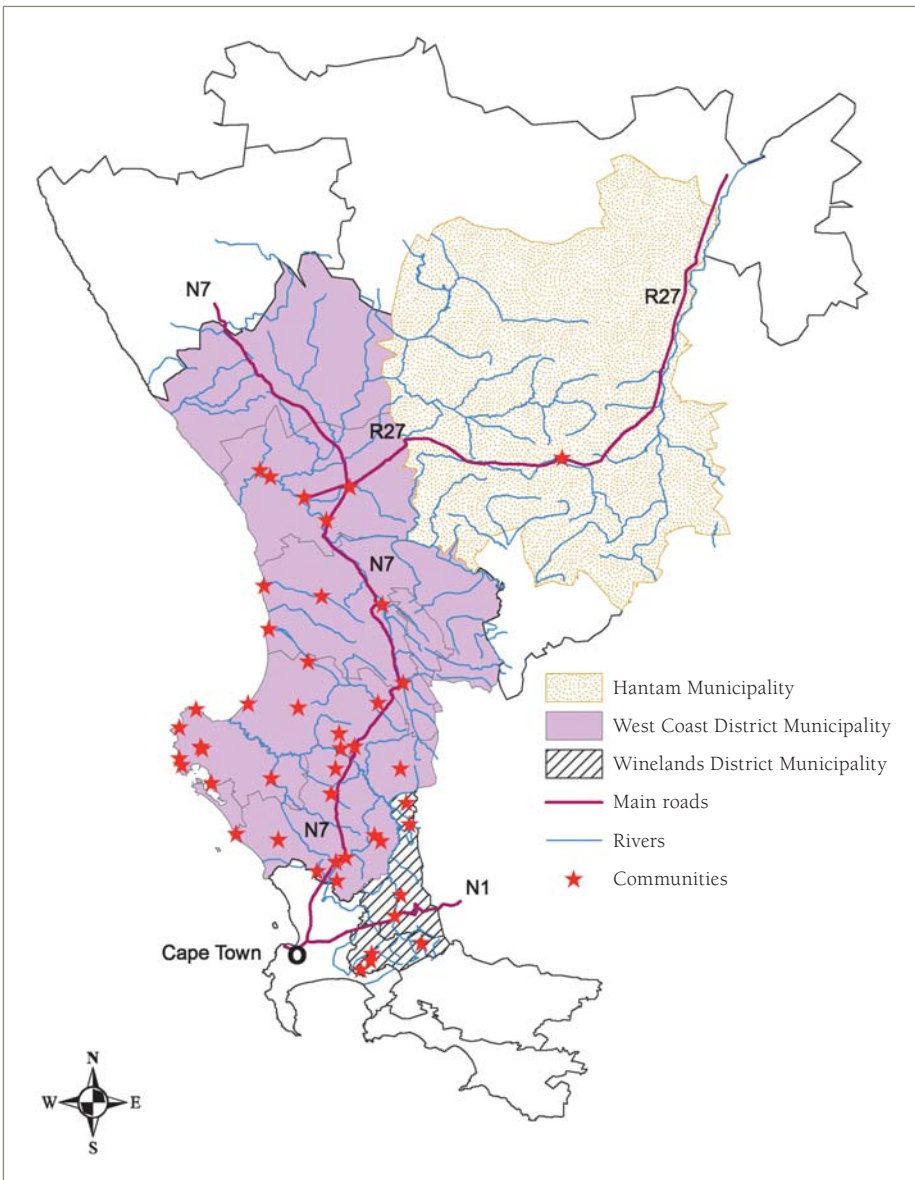 N7
R27
R27
N7
Hantam Municipality
West Coast District Municipality
Winelands District Municipality
Main roads
N7
Rivers
Communities
N1
Cape Town
N
W E
S